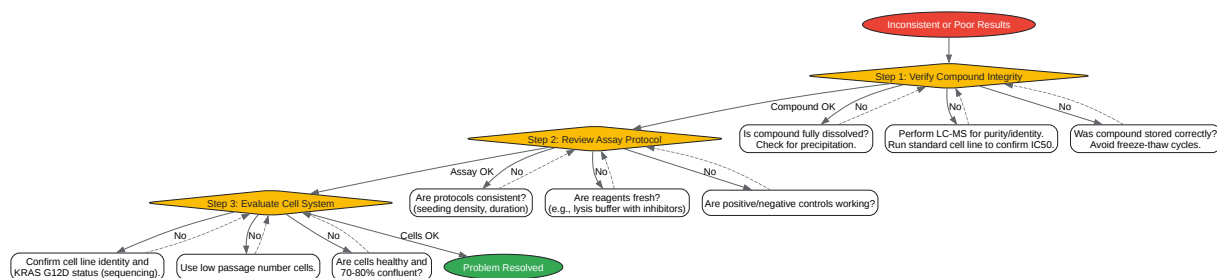 Inconsistent or Poor Results
Step 1: Verify Compound Integrity
Compound OK
No
No
No
Is compound fully dissolved?
Check for precipitation.
Perform LC-MS for purity/identity.
Run standard cell line to confirm IC50.
Was compound stored correctly?
Avoid freeze-thaw cycles.
Step 2: Review Assay Protocol
Assay OK
No
No
No
Are protocols consistent?
(seeding density, duration)
Are reagents fresh?
(e.g., lysis buffer with inhibitors)
Are positive/negative controls working?
Step 3: Evaluate Cell System
No
No
No
Cells OK
Confirm cell line identity and
KRAS G12D status (sequencing).
Use low passage number cells.
Are cells healthy and
70-80% confluent?
Problem Resolved